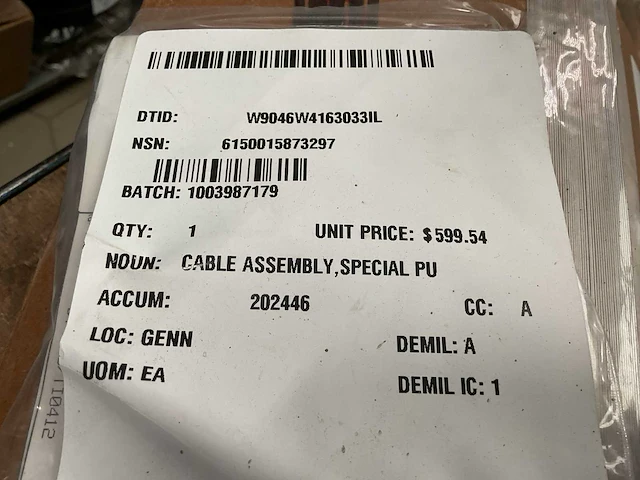 DTID: W9046W4163033IL
NSN: 6150015873297
BATCH: 1003987179
QTY: 1 UNIT PRICE: $599.54
NOUN: CABLE ASSEMBLY,SPECIAL PU
ACCUM: 202446 CC: A
LOC: GENN DEMIL: A
UOM: EA DEMIL IC: 1